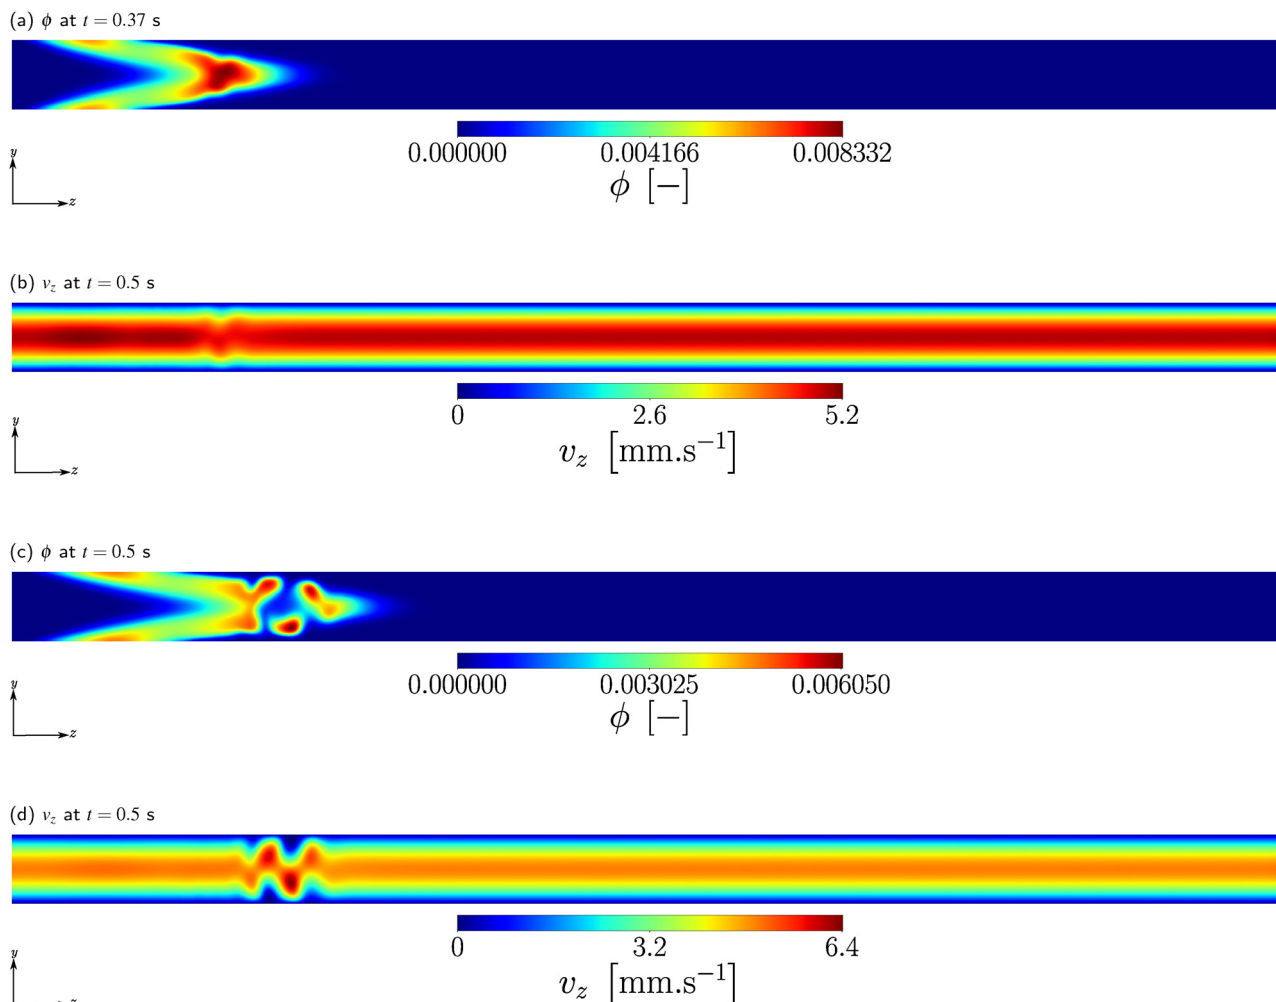 (a) ϕ at t = 0.37 s
0.000000 0.004166 0.008332
ϕ [−]
y
z
(b) v_z at t = 0.5 s
0 2.6 5.2
v_z [mm.s⁻¹]
y
z
(c) ϕ at t = 0.5 s
0.000000 0.003025 0.006050
ϕ [−]
y
z
(d) v_z at t = 0.5 s
0 3.2 6.4
v_z [mm.s⁻¹]
y
z